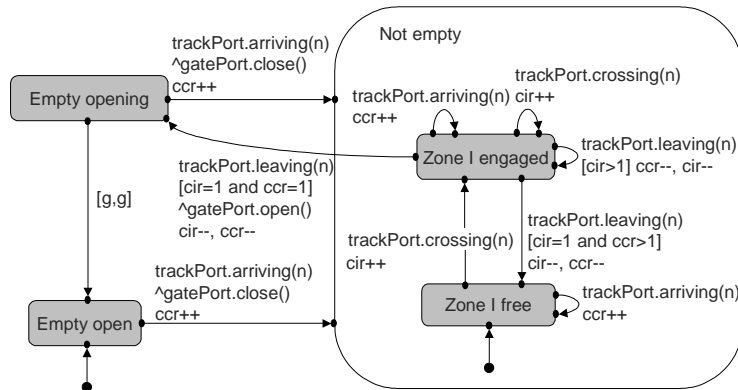 Not empty
trackPort.arriving(n)
^gatePort.close()
ccr++
Empty opening
trackPort.crossing(n)
cir++
trackPort.arriving(n)
ccr++
Zone I engaged
trackPort.leaving(n)
[cir>1] ccr--, cir--
trackPort.leaving(n)
[cir=1 and ccr=1]
^gatePort.open()
cir--, ccr--
[g,g]
trackPort.leaving(n)
[cir=1 and ccr>1]
cir--, ccr--
trackPort.crossing(n)
cir++
trackPort.arriving(n)
^gatePort.close()
ccr++
Empty open
Zone I free
trackPort.arriving(n)
ccr++